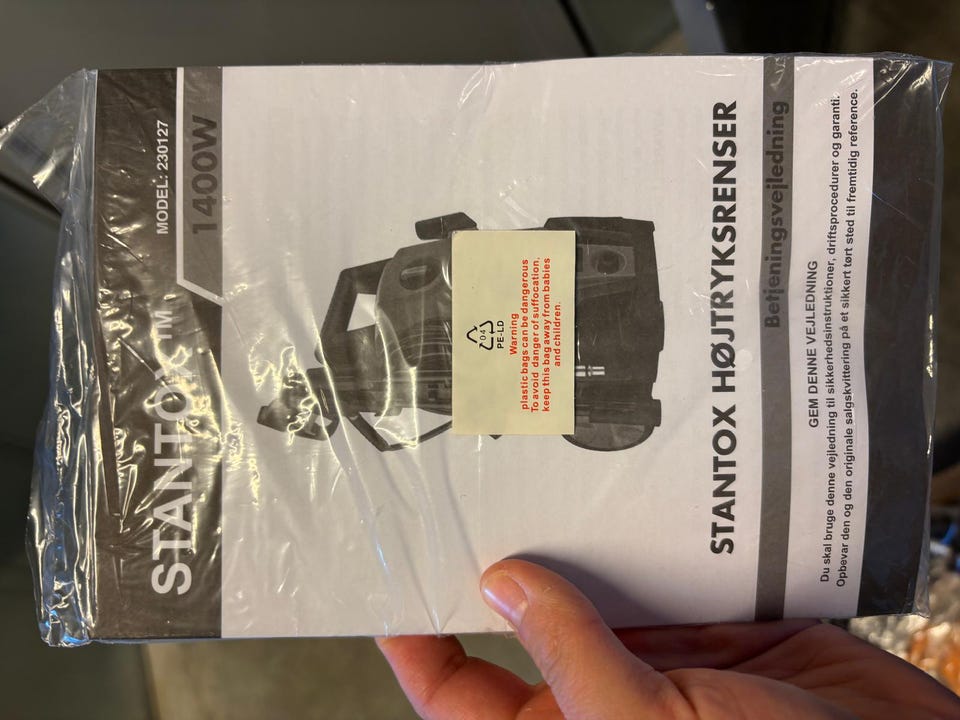 STANTOX ™
MODEL: 230127
1400W
04
PE-LD
Warning
plastic bags can be dangerous
To avoid danger of suffocation,
keep this bag away from babies
and children.
STANTOX HØJTRYKSRENSER
Betjeningsvejledning
GEM DENNE VEJLEDNING
Du skal bruge denne vejledning til sikkerhedsinstruktioner, driftsprocedurer og garanti.
Opbevar den og den originale salgskvittering på et sikkert tørt sted til fremtidig reference.